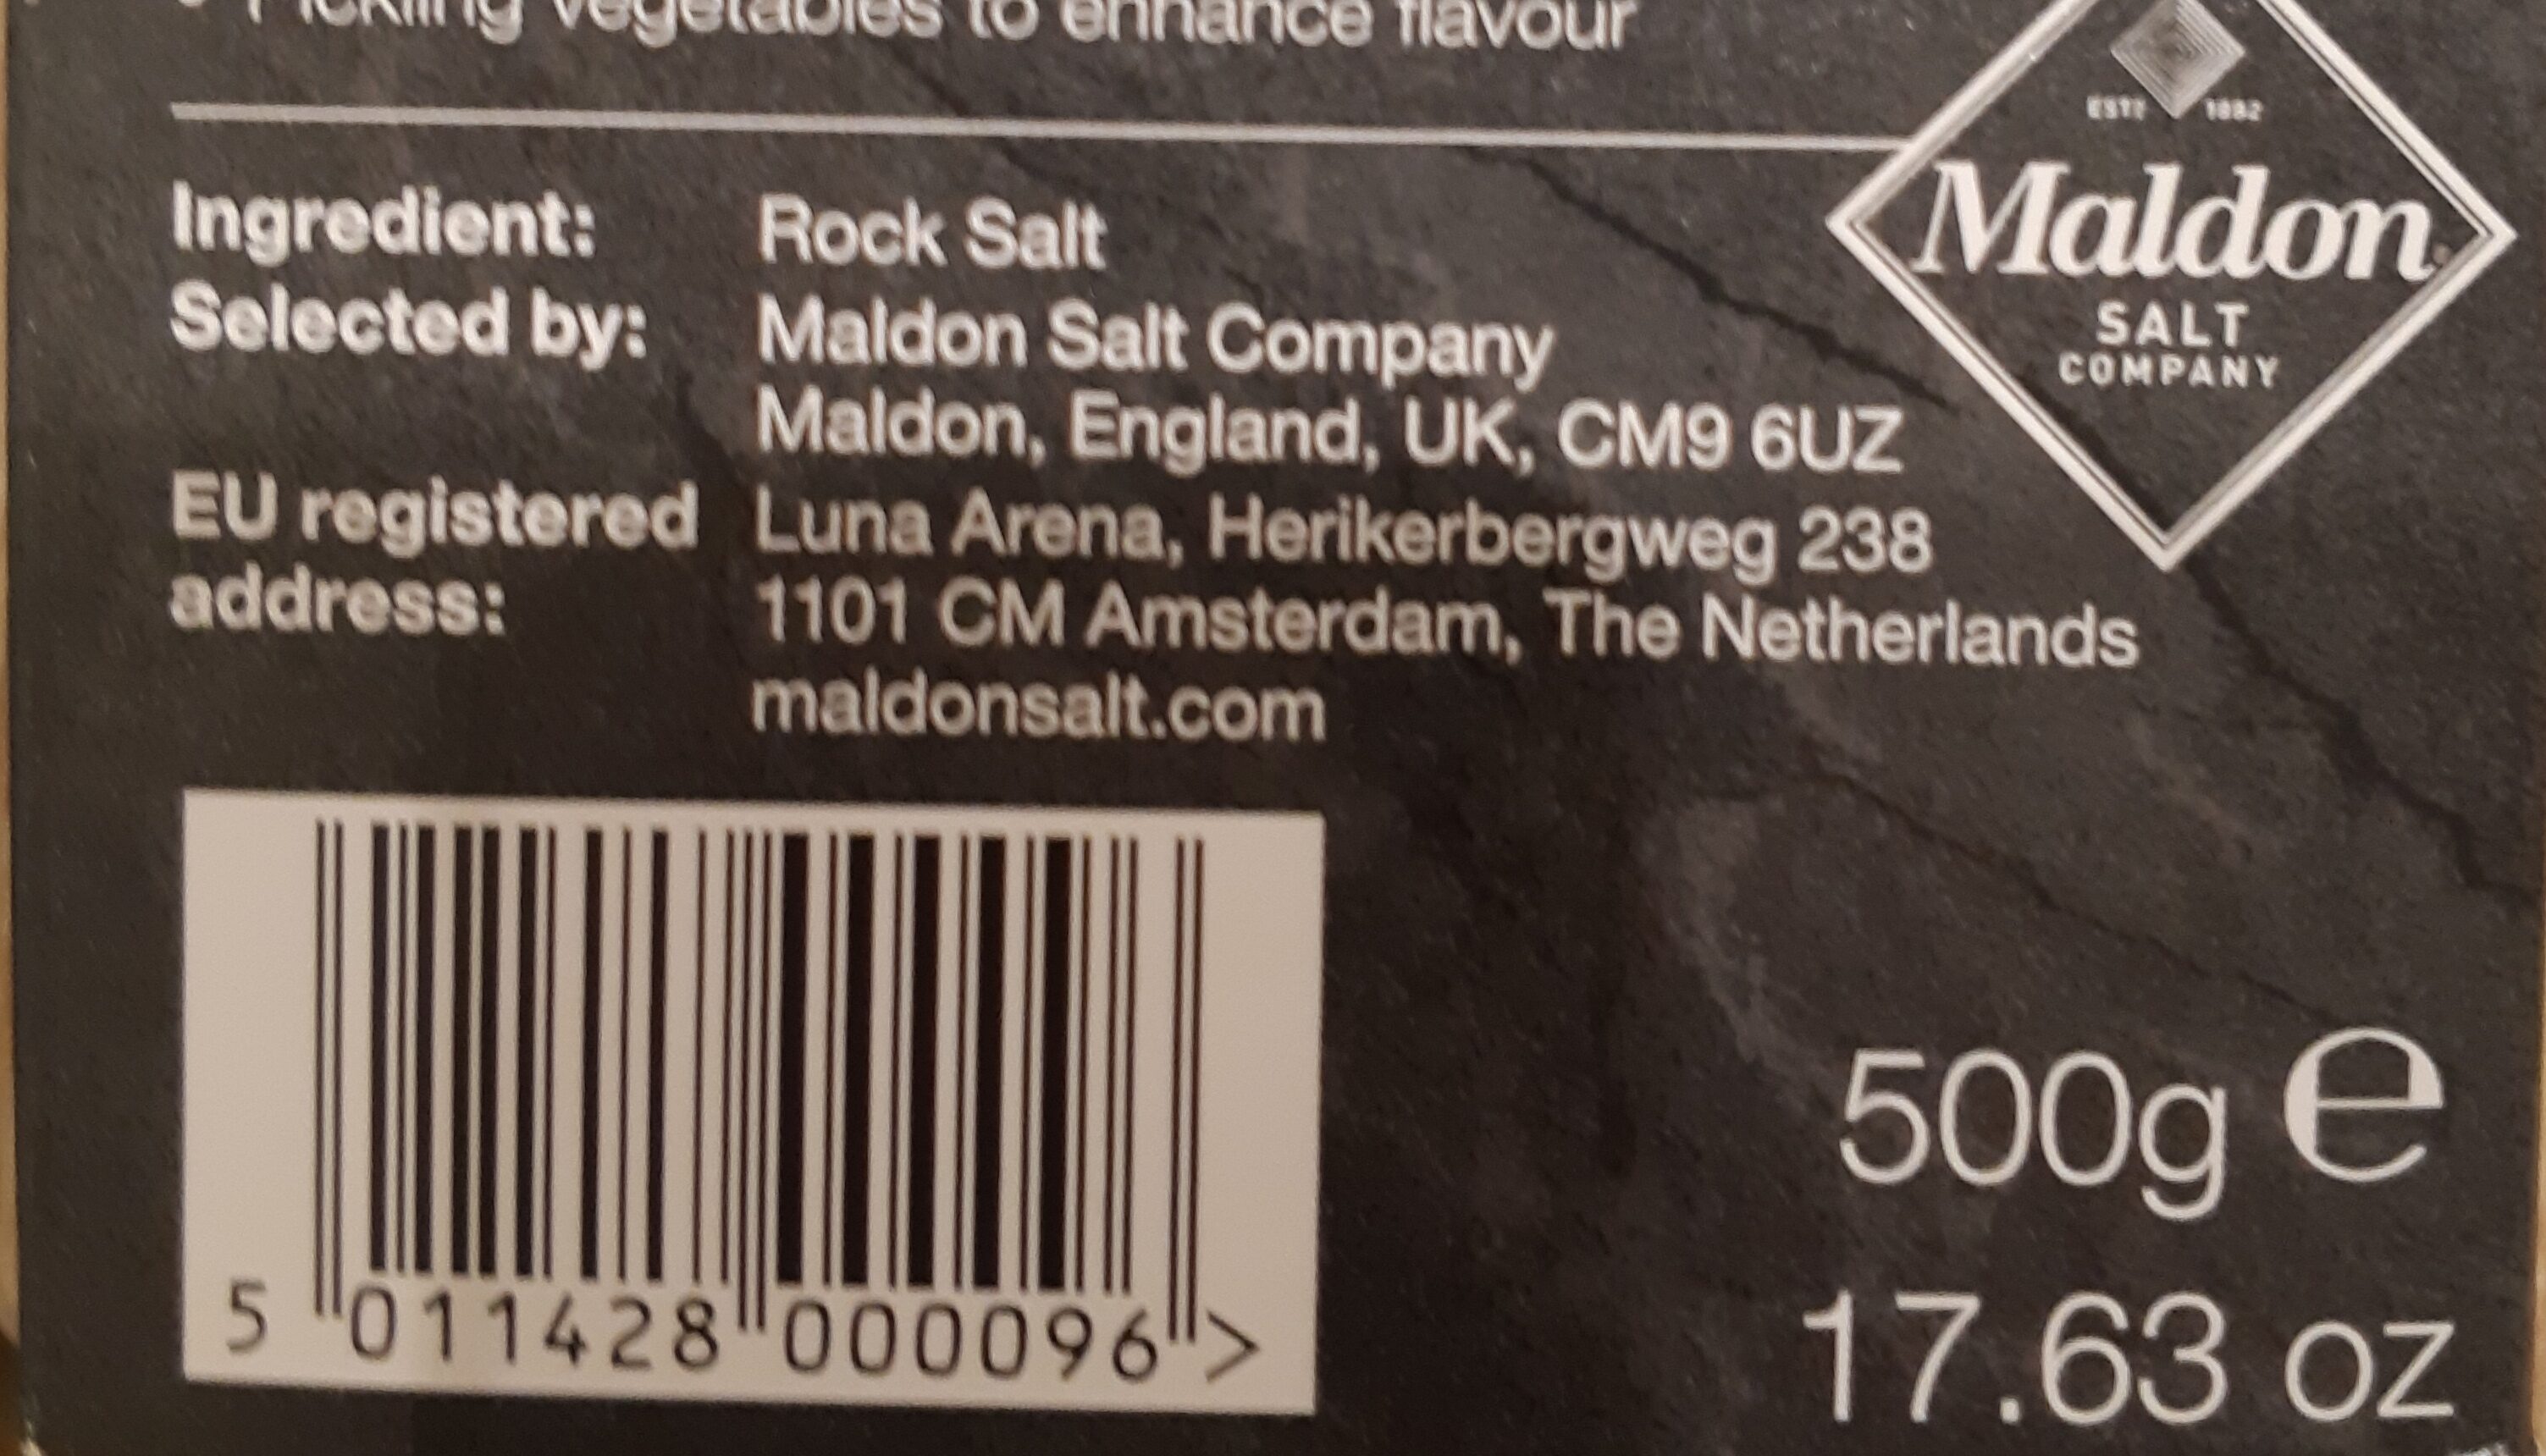 • Pickling vegetables to enhance flavour
ESTD 1882
Maldon
SALT
COMPANY
Ingredient: Rock Salt
Selected by: Maldon Salt Company
Maldon, England, UK, CM9 6UZ
EU registered Luna Arena, Herikerbergweg 238
address: 1101 CM Amsterdam, The Netherlands
maldonsalt.com
5 011428 000096 >
500g e
17.63 oz